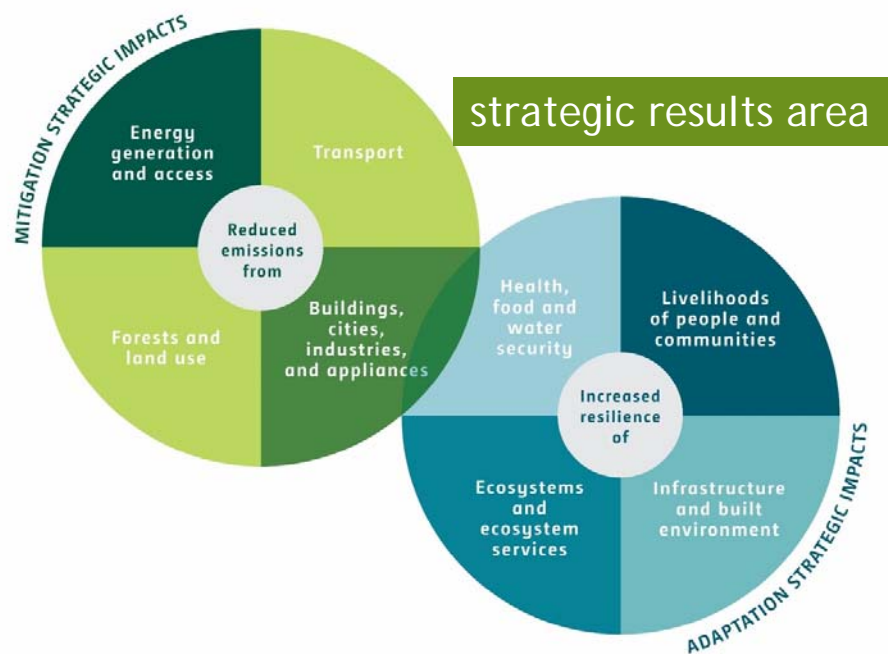 MITIGATION STRATEGIC IMPACTS
strategic results area
Energy
generation
and access
Transport
Reduced
emissions
from
Forests and
land use
Buildings,
cities,
industries,
and appliances
Health,
food and
water
security
Livelihoods
of people and
communities
Increased
resilience
of
Ecosystems
and
ecosystem
services
Infrastructure
and built
environment
ADAPTATION STRATEGIC IMPACTS